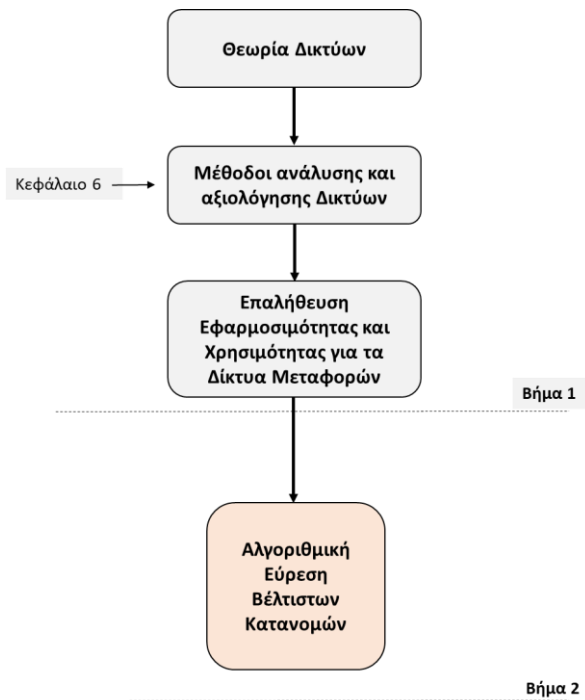 Θεωρία Δικτύων
Κεφάλαιο 6
Μέθοδοι ανάλυσης και
αξιολόγησης Δικτύων
Επαλήθευση
Εφαρμοσιμότητας και
Χρησιμότητας για τα
Δίκτυα Μεταφορών
Βήμα 1
Αλγοριθμική
Εύρεση
Βέλτιστων
Κατανομών
Βήμα 2